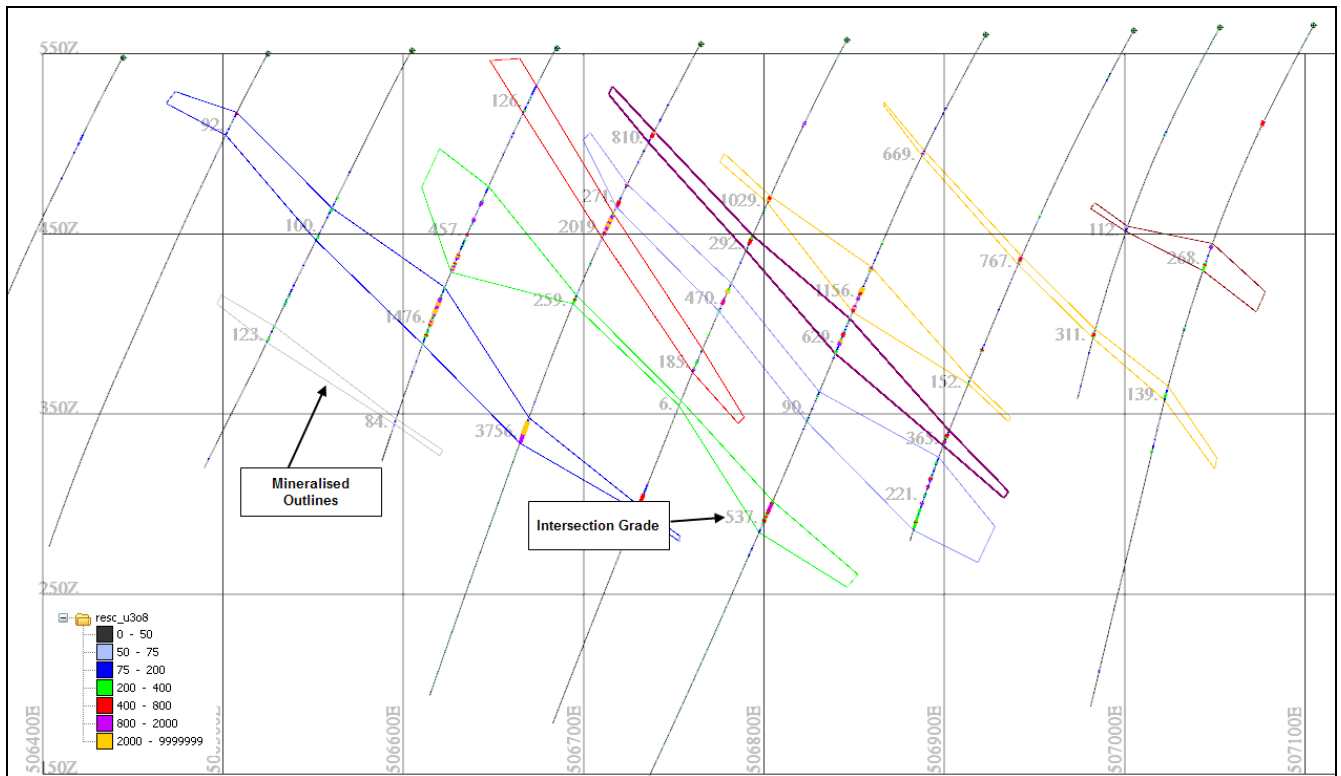 550Z
126.
92.
810.
669.
271.
1029.
112.
457.
100.
2019.
450Z
292.
268.
767.
1156.
470.
259.
1476.
629.
123.
311.
185.
152.
139.
6.
90.
350Z
84.
3756.
365.
Mineralised
Outlines
221.
Intersection Grade
537.
250Z
resc_u3o8
0 - 50
50 - 75
75 - 200
200 - 400
400 - 800
800 - 2000
2000 - 9999999
506400E
506600E
506700E
506800E
506900E
507000E
507100E
150Z